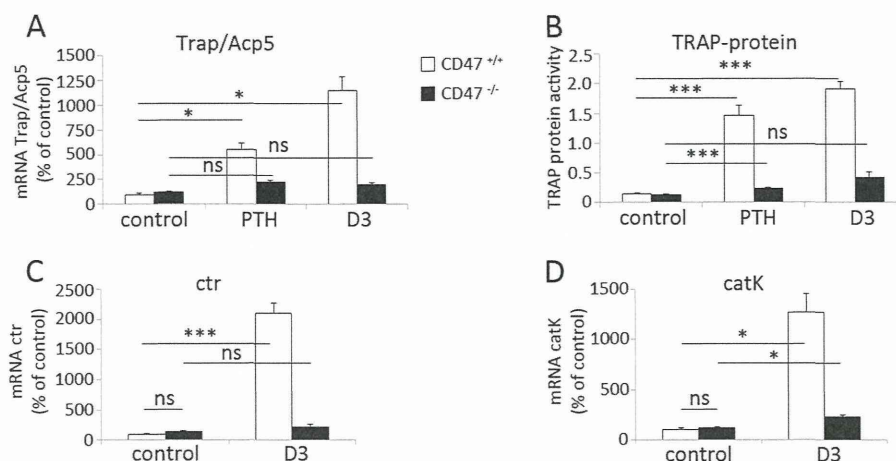 A
Trap/Acp5
mRNA Trap/Acp5
(% of control)
1500
1250
1000
750
500
250
0
*
*
ns
ns
control
PTH
D3
CD47 +/+
CD47 -/-
B
TRAP-protein
TRAP protein activity
2.5
2.0
1.5
1.0
0.5
0
***
***
ns
***
control
PTH
D3
C
ctr
mRNA ctr
(% of control)
2500
2000
1500
1000
500
0
***
ns
ns
control
D3
D
catK
mRNA catK
(% of control)
1500
1000
500
0
*
*
ns
control
D3